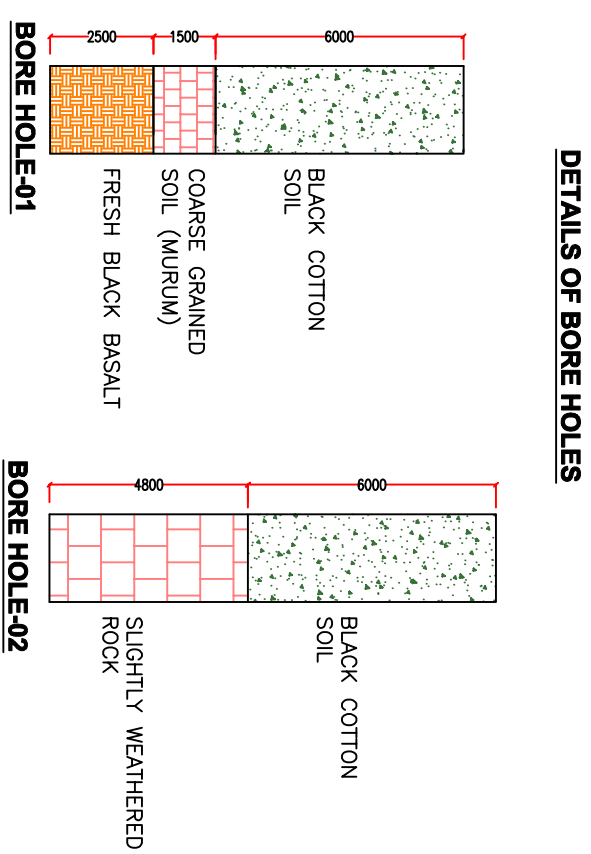 DETAILS OF BORE HOLES
6000
1500
2500
BLACK COTTON
SOIL
COARSE GRAINED
SOIL (MURUM)
FRESH BLACK BASALT
BORE HOLE-01
6000
4800
BLACK COTTON
SOIL
SLIGHTLY WEATHERED
ROCK
BORE HOLE-02